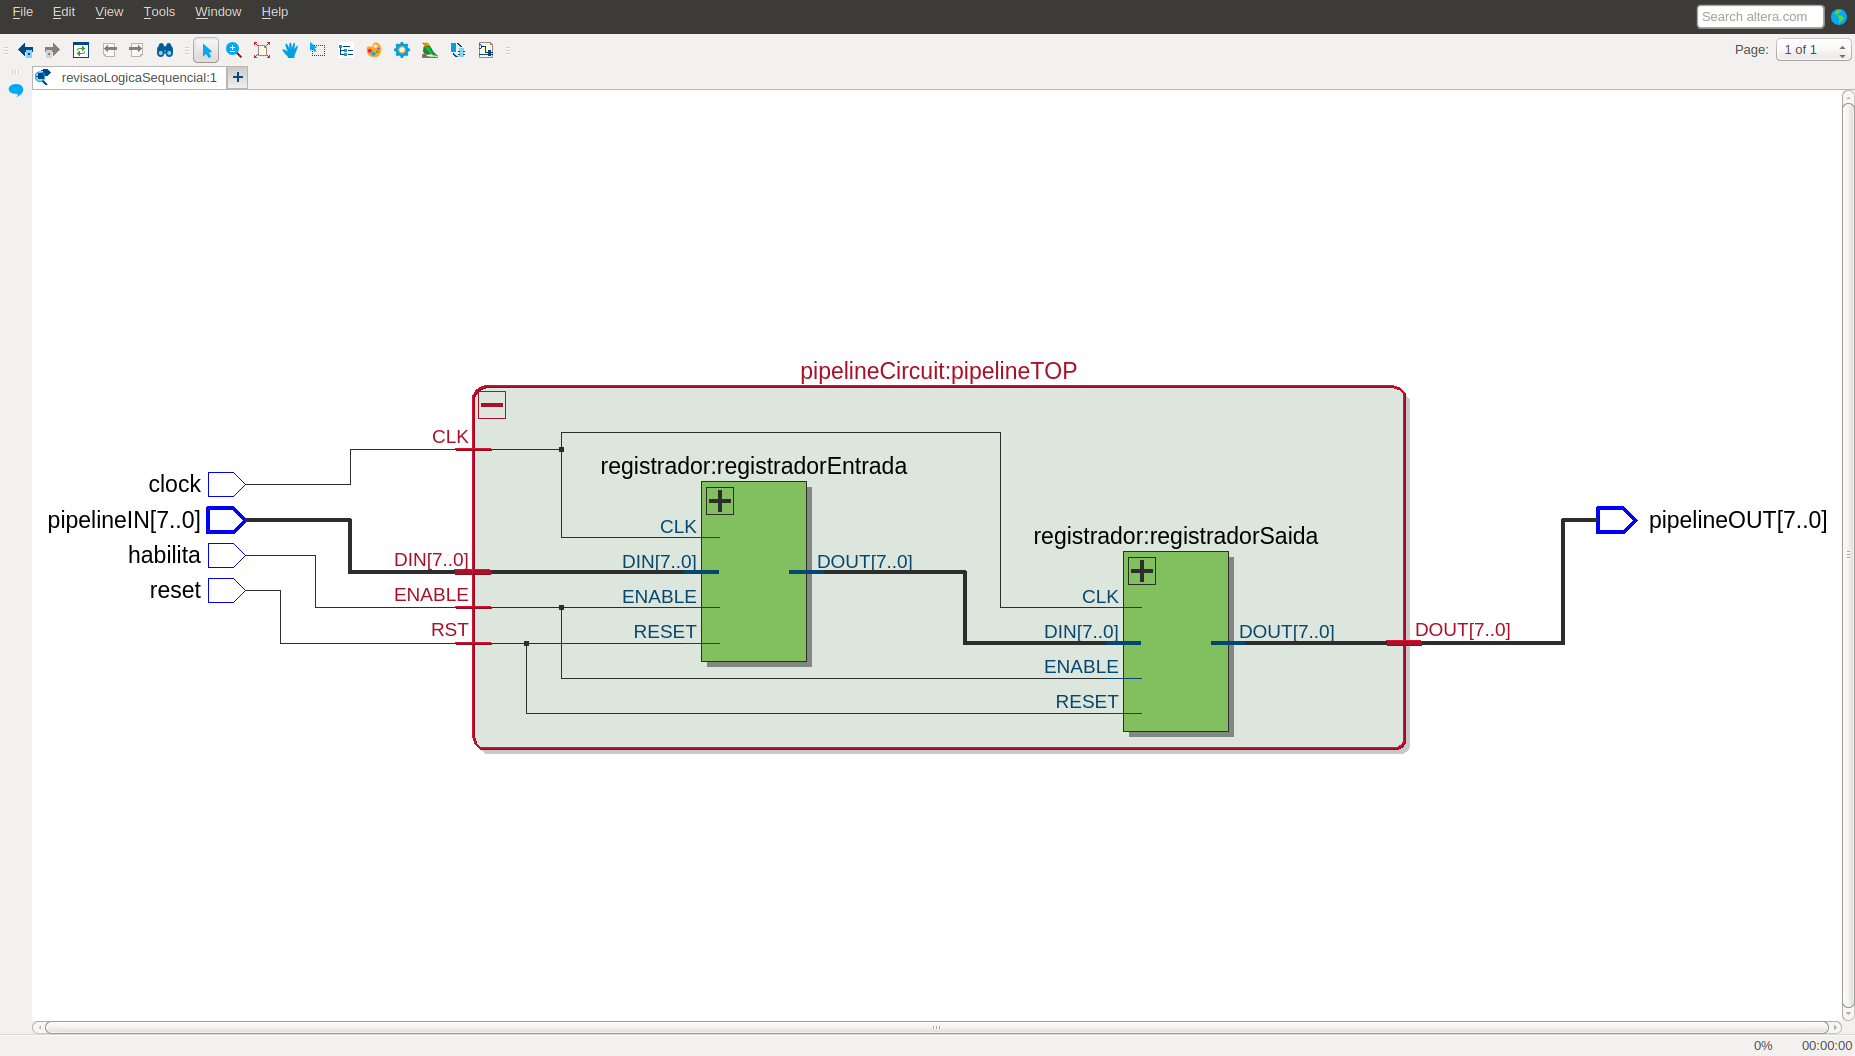 File Edit View Tools Window Help
Search altera.com
Page: 1 of 1
revisaoLogicaSequencial:1
pipelineCircuit:pipelineTOP
CLK
registrador:registradorEntrada
clock
pipelineIN[7..0]
CLK
pipelineOUT[7..0]
registrador:registradorSaida
habilita
DIN[7..0]
DIN[7..0]
DOUT[7..0]
reset
ENABLE
ENABLE
CLK
RST
RESET
DIN[7..0]
DOUT[7..0]
DOUT[7..0]
ENABLE
RESET
0% 00:00:00